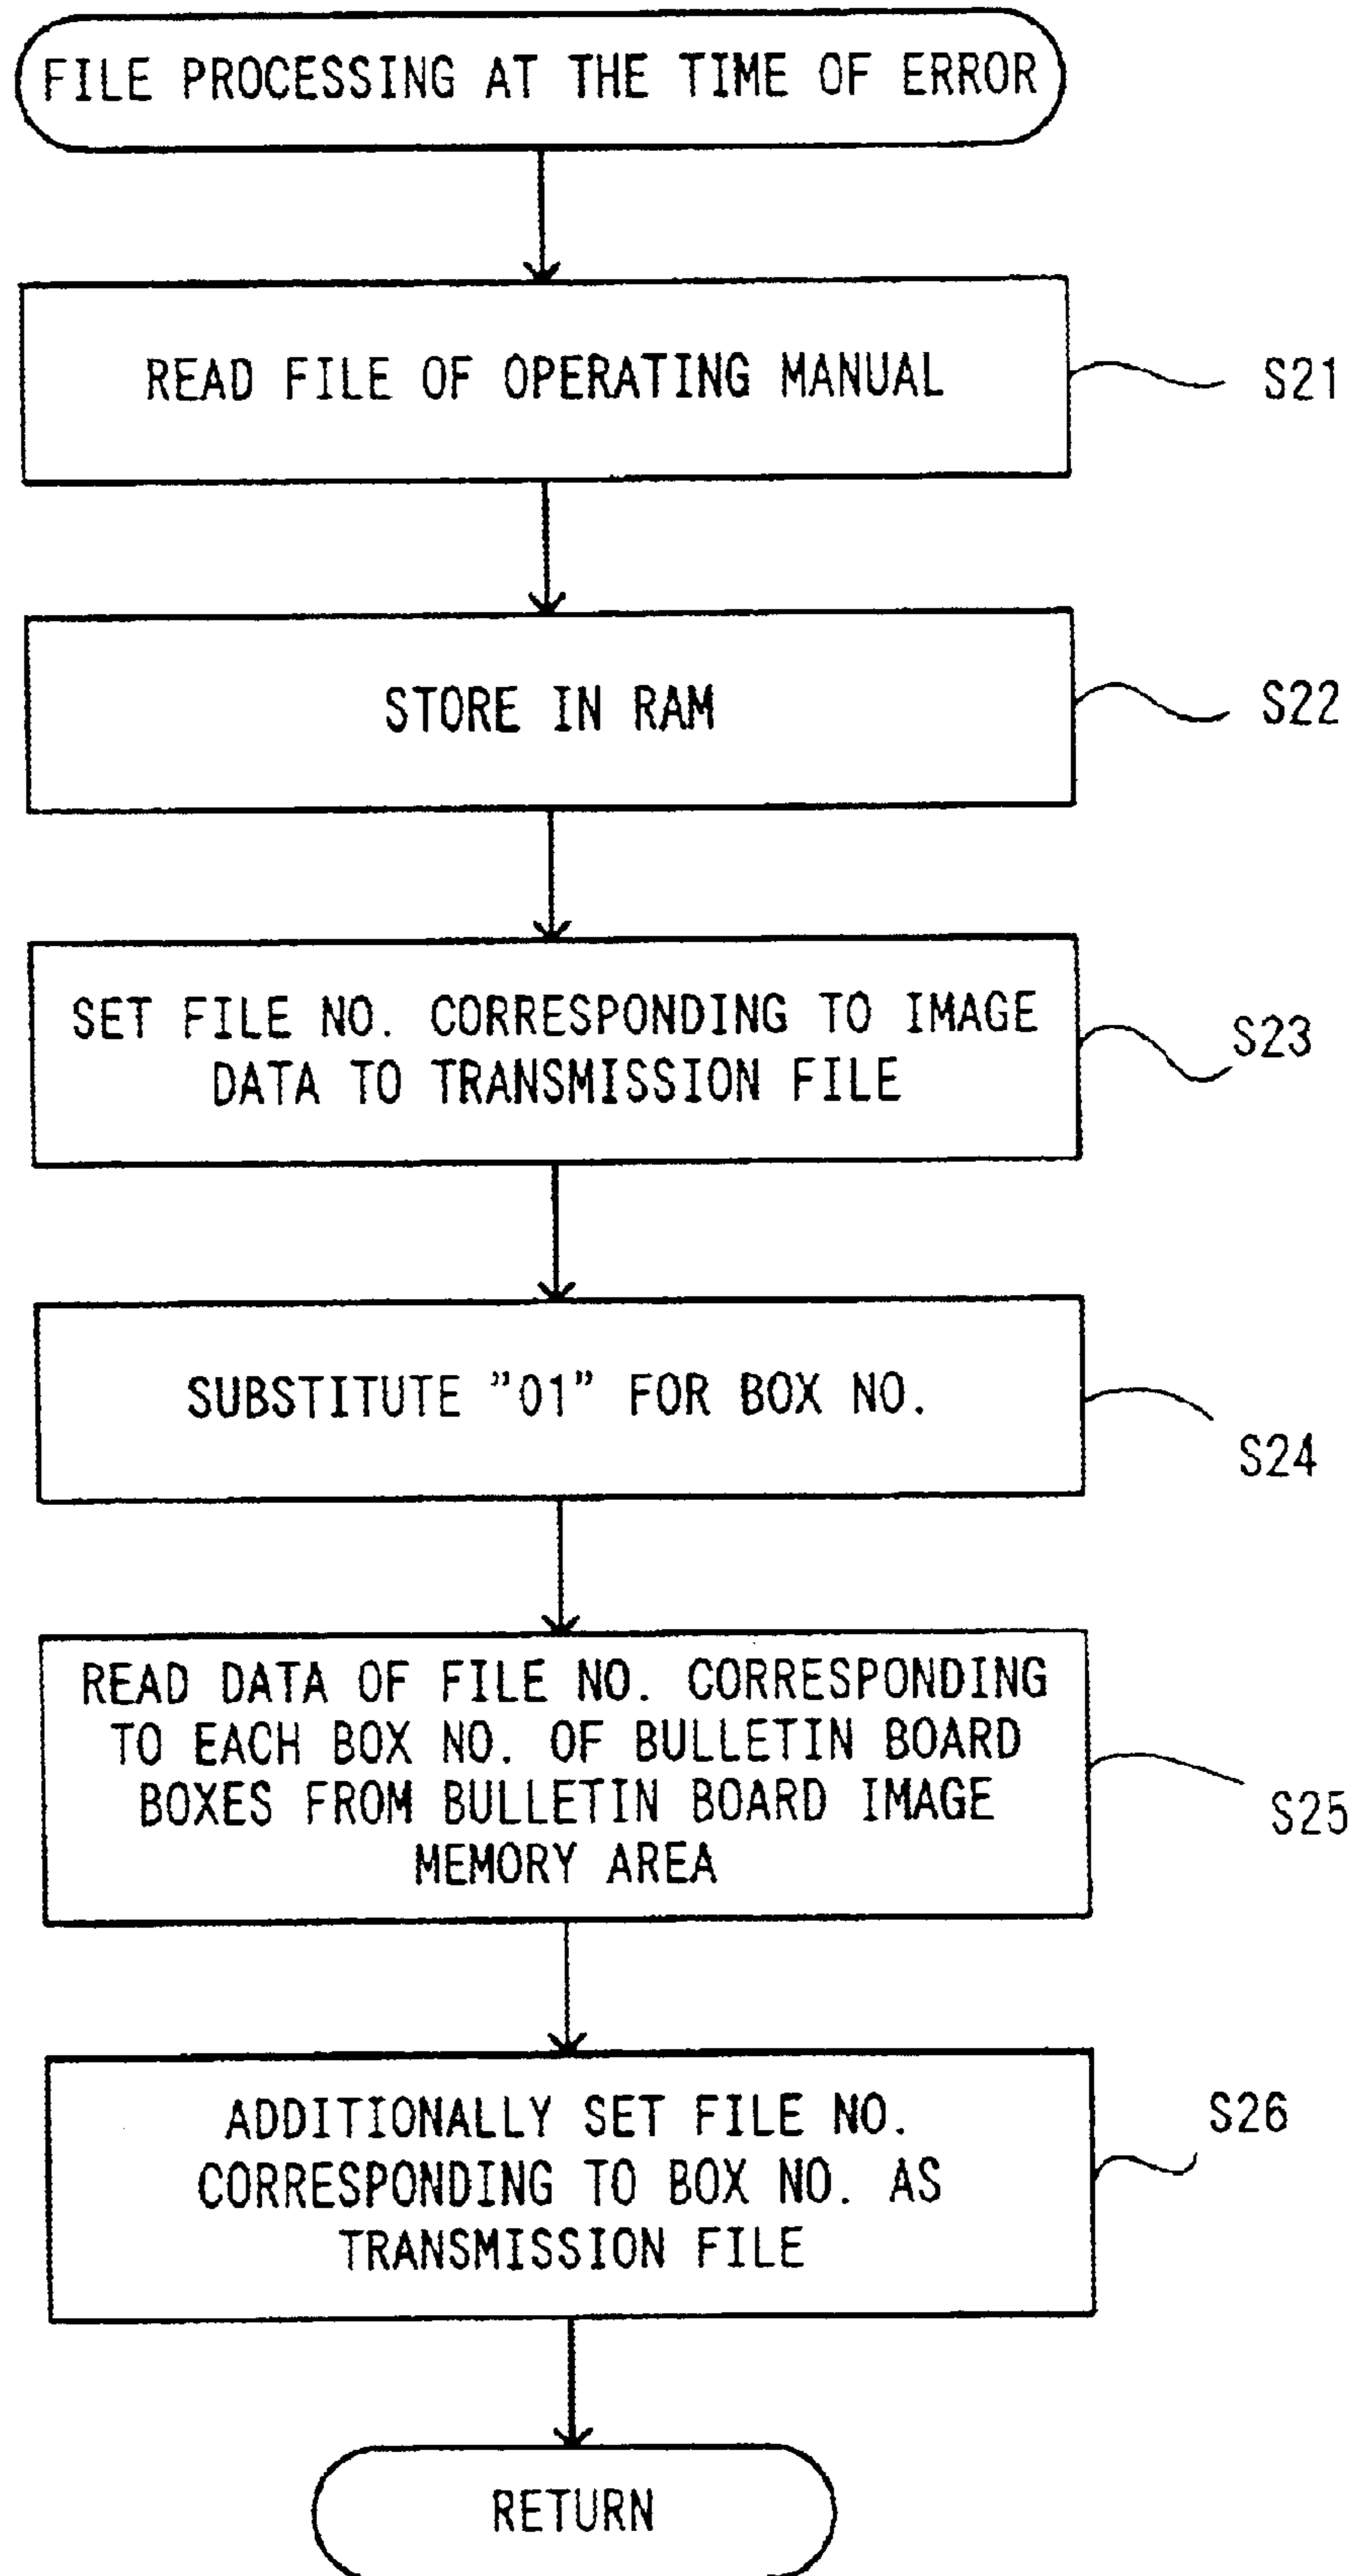 FILE PROCESSING AT THE TIME OF ERROR
READ FILE OF OPERATING MANUAL
S21
STORE IN RAM
S22
SET FILE NO. CORRESPONDING TO IMAGE
DATA TO TRANSMISSION FILE
S23
SUBSTITUTE ”01” FOR BOX NO.
S24
READ DATA OF FILE NO. CORRESPONDING
TO EACH BOX NO. OF BULLETIN BOARD
BOXES FROM BULLETIN BOARD IMAGE
MEMORY AREA
S25
ADDITIONALLY SET FILE NO.
CORRESPONDING TO BOX NO. AS
TRANSMISSION FILE
S26
RETURN